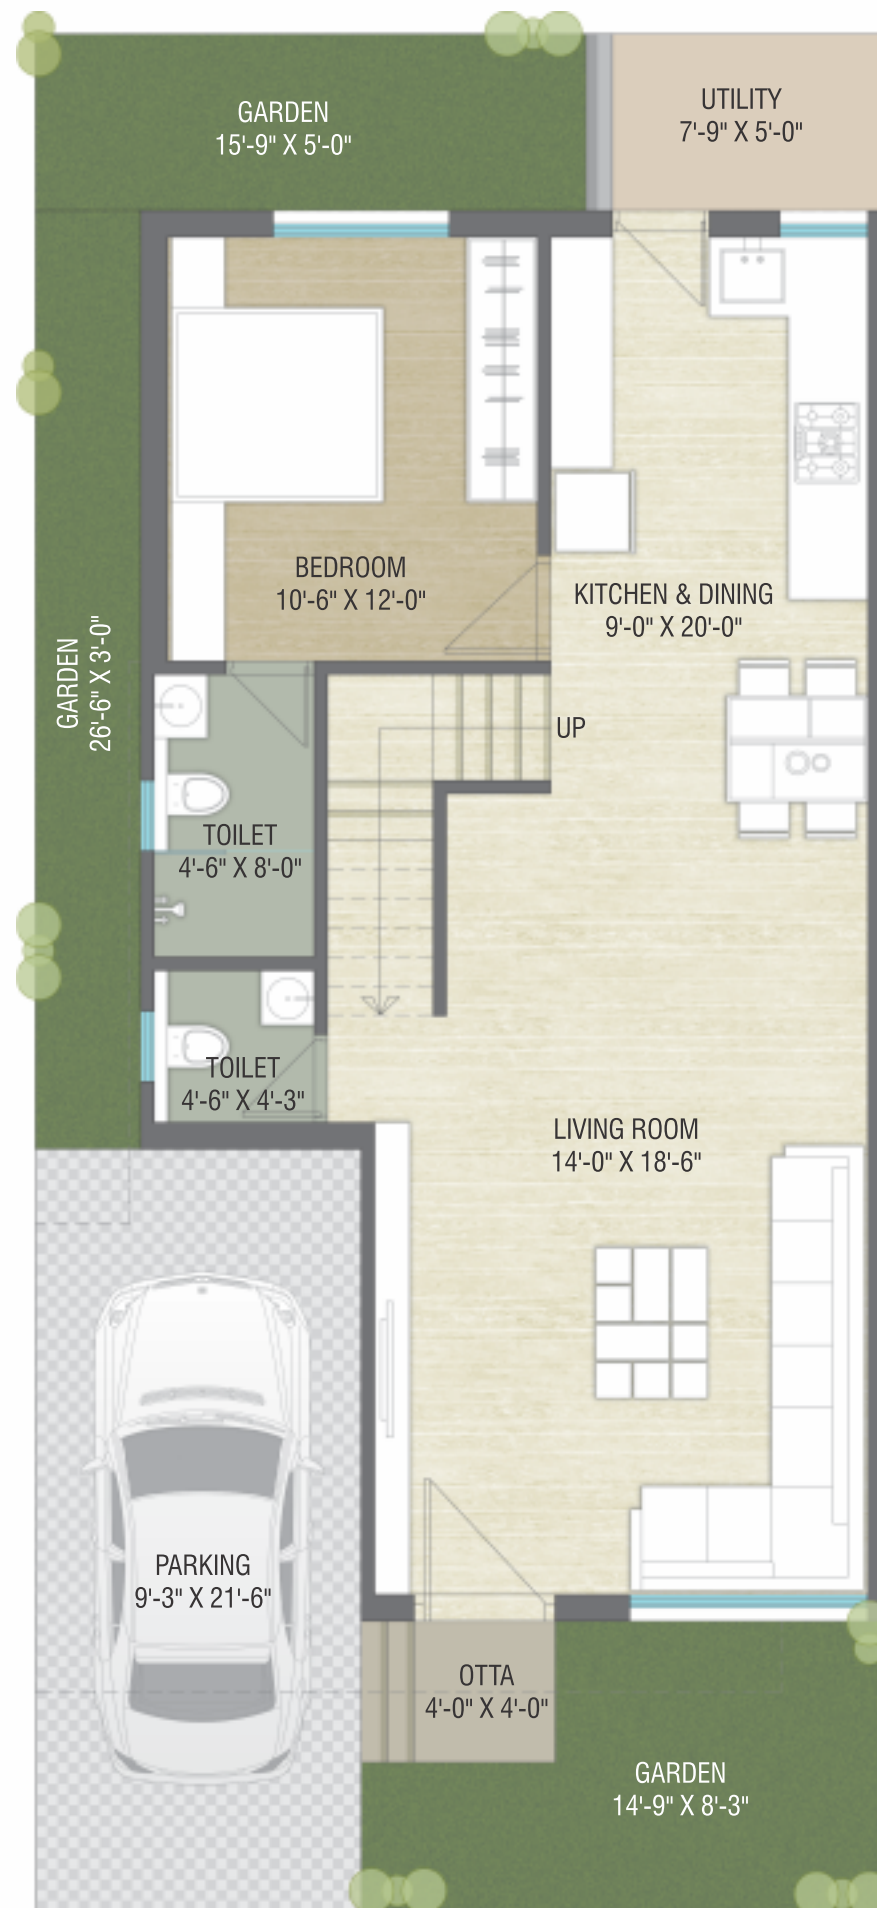 GARDEN
15'-9" X 5'-0"
UTILITY
7'-9" X 5'-0"
BEDROOM
10'-6" X 12'-0"
KITCHEN & DINING
9'-0" X 20'-0"
GARDEN
26'-6" X 3'-0"
UP
TOILET
4'-6" X 8'-0"
TOILET
4'-6" X 4'-3"
LIVING ROOM
14'-0" X 18'-6"
PARKING
9'-3" X 21'-6"
OTTA
4'-0" X 4'-0"
GARDEN
14'-9" X 8'-3"